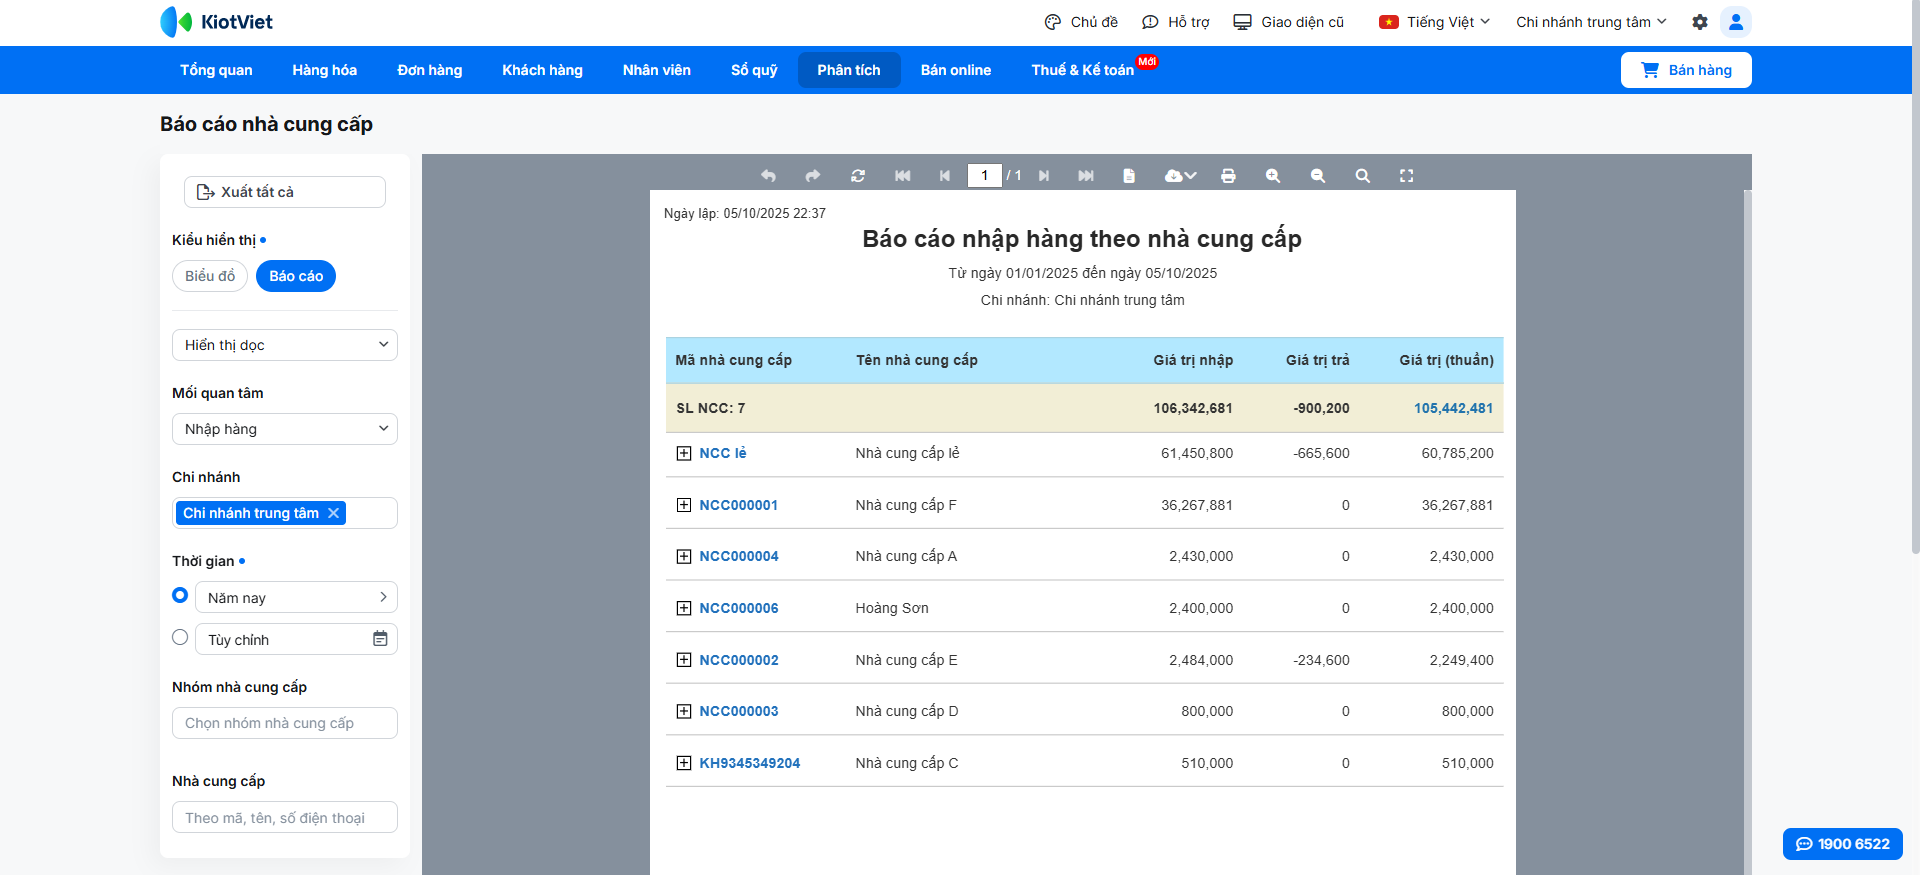 KiotViet
Chủ đề
Hỗ trợ
Giao diện cũ
Tiếng Việt
Chi nhánh trung tâm
Tổng quan
Hàng hóa
Đơn hàng
Khách hàng
Nhân viên
Sổ quỹ
Phân tích
Bán online
Thuế & Kế toán
Mới
Bán hàng
Báo cáo nhà cung cấp
Xuất tất cả
Kiểu hiển thị
Biểu đồ
Báo cáo
Hiển thị dọc
Mối quan tâm
Nhập hàng
Chi nhánh
Chi nhánh trung tâm
Thời gian
Năm nay
Tùy chỉnh
Nhóm nhà cung cấp
Chọn nhóm nhà cung cấp
Nhà cung cấp
Theo mã, tên, số điện thoại
1 / 1
Ngày lập: 05/10/2025 22:37
Báo cáo nhập hàng theo nhà cung cấp
Từ ngày 01/01/2025 đến ngày 05/10/2025
Chi nhánh: Chi nhánh trung tâm
Mã nhà cung cấp Tên nhà cung cấp Giá trị nhập Giá trị trả Giá trị (thuần)
SL NCC: 7 106,342,681 -900,200 105,442,481
NCC lẻ Nhà cung cấp lẻ 61,450,800 -665,600 60,785,200
NCC000001 Nhà cung cấp F 36,267,881 0 36,267,881
NCC000004 Nhà cung cấp A 2,430,000 0 2,430,000
NCC000006 Hoàng Sơn 2,400,000 0 2,400,000
NCC000002 Nhà cung cấp E 2,484,000 -234,600 2,249,400
NCC000003 Nhà cung cấp D 800,000 0 800,000
KH9345349204 Nhà cung cấp C 510,000 0 510,000
1900 6522